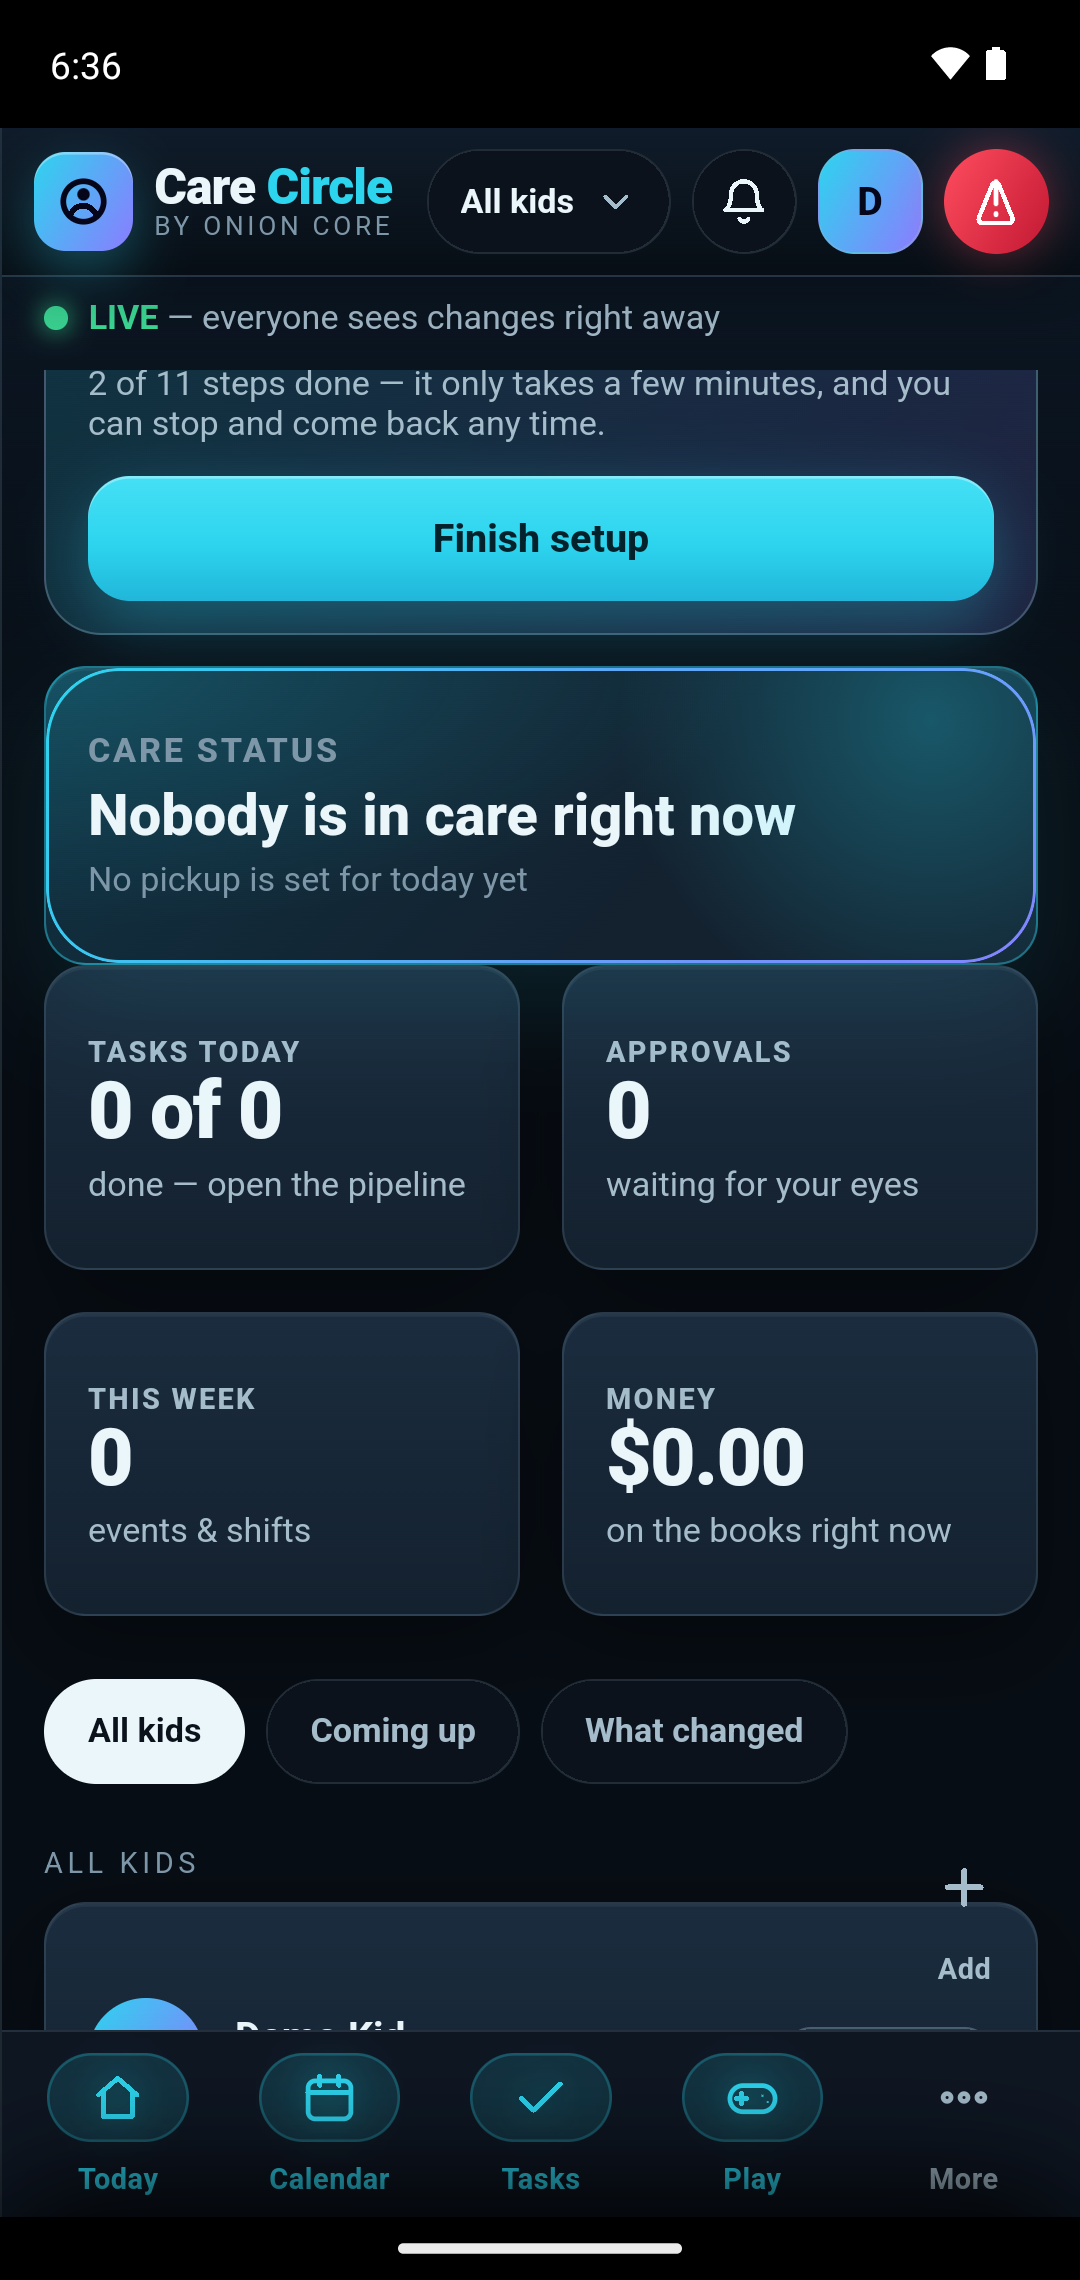 6:36
Care Circle
BY ONION CORE
All kids
D
LIVE — everyone sees changes right away
2 of 11 steps done — it only takes a few minutes, and you
can stop and come back any time.
Finish setup
CARE STATUS
Nobody is in care right now
No pickup is set for today yet
TASKS TODAY
0 of 0
done — open the pipeline
APPROVALS
0
waiting for your eyes
THIS WEEK
0
events & shifts
MONEY
$0.00
on the books right now
All kids
Coming up
What changed
ALL KIDS
Add
Demo Kid
Today
Calendar
Tasks
Play
More